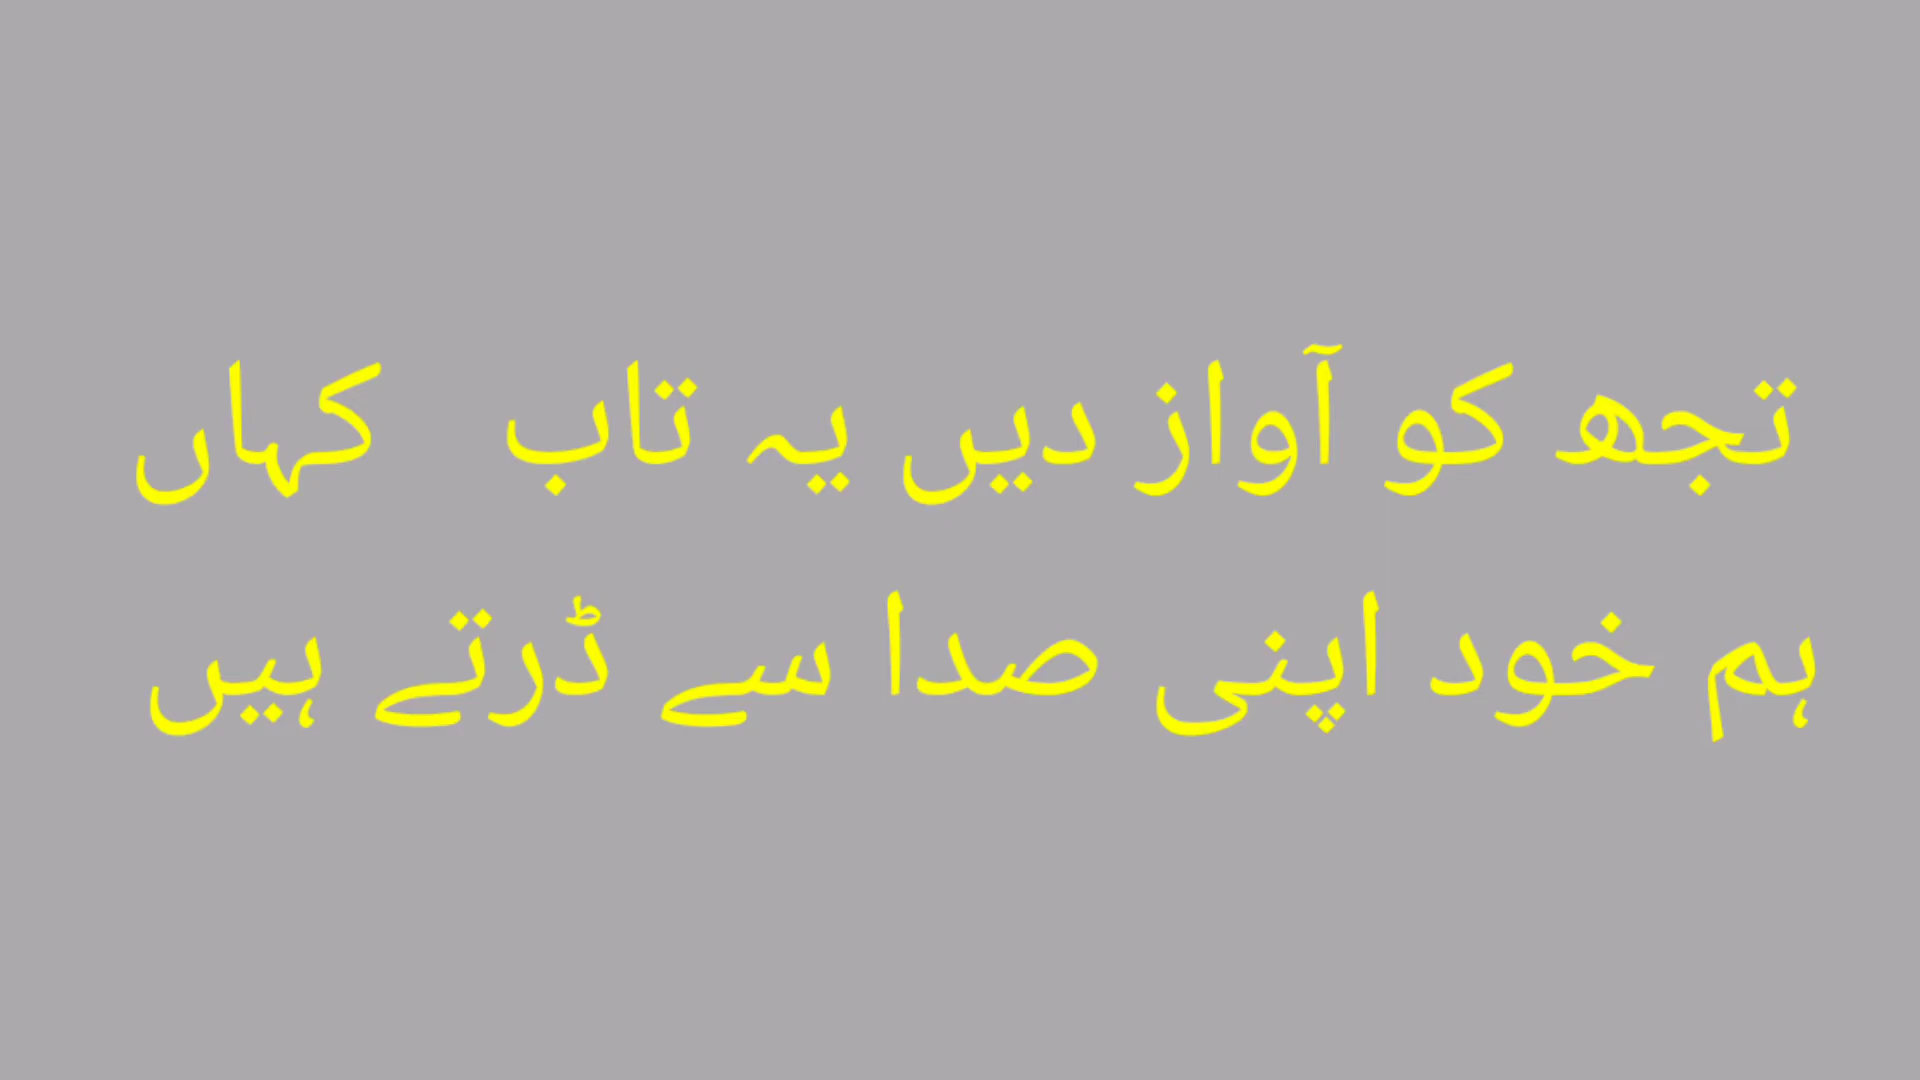 تجھ کو آواز دیں یہ تاب کہاں
ہم خود اپنی صدا سے ڈرتے ہیں